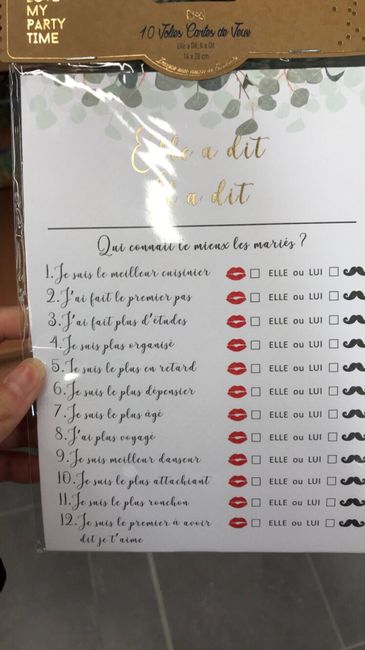 LOVE
MY
PARTY
TIME
10 Jolies Cartes de Jeux
Elle a Dit, Il a Dit
14 x 20 cm
Elle a dit
il a dit
Qui connait le mieux les mariés ?
1. Je suis le meilleur cuisinier ELLE ou LUI
2. J'ai fait le premier pas ELLE ou LUI
3. J'ai fait plus d'études ELLE ou LUI
4. Je suis plus organisé ELLE ou LUI
5. Je suis le plus en retard ELLE ou LUI
6. Je suis le plus dépensier ELLE ou LUI
7. Je suis le plus âgé ELLE ou LUI
8. J'ai plus voyagé ELLE ou LUI
9. Je suis meilleur danseur ELLE ou LUI
10. Je suis le plus attachiant ELLE ou LUI
11. Je suis le plus ronchon ELLE ou LUI
12. Je suis le premier à avoir ELLE ou LUI
dit je t'aime